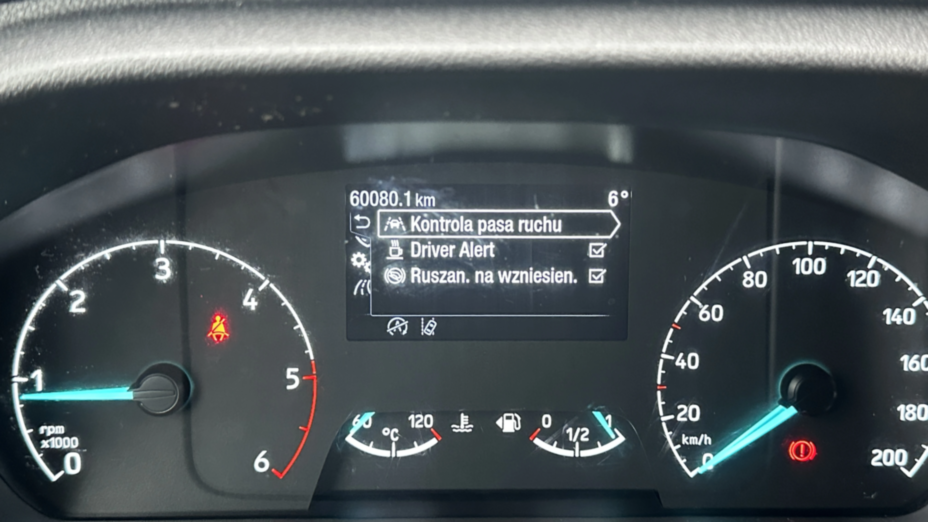 60080.1 km 6°
Kontrola pasa ruchu
Driver Alert
Ruszan. na wzniesien.
0 1 2 3 4 5 6
rpm
x1000
60 120
°C
0 1/2 1
0 20 40 60 80 100 120 140 160 180 200
km/h